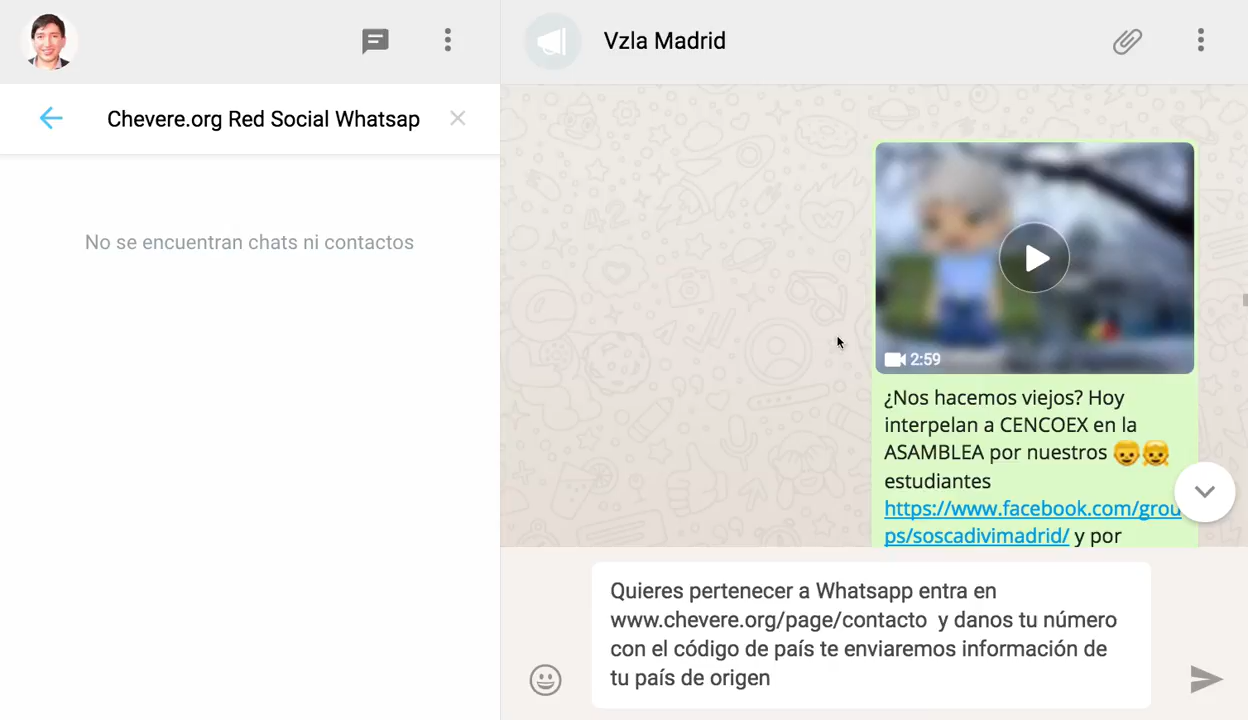 Chevere.org Red Social Whatsap
No se encuentran chats ni contactos
Vzla Madrid
2:59
¿Nos hacemos viejos? Hoy
interpelan a CENCOEX en la
ASAMBLEA por nuestros 👦👧
estudiantes
https://www.facebook.com/grou
ps/soscadivimadrid/ y por
Quieres pertenecer a Whatsapp entra en
www.chevere.org/page/contacto y danos tu número
con el código de país te enviaremos información de
tu país de origen